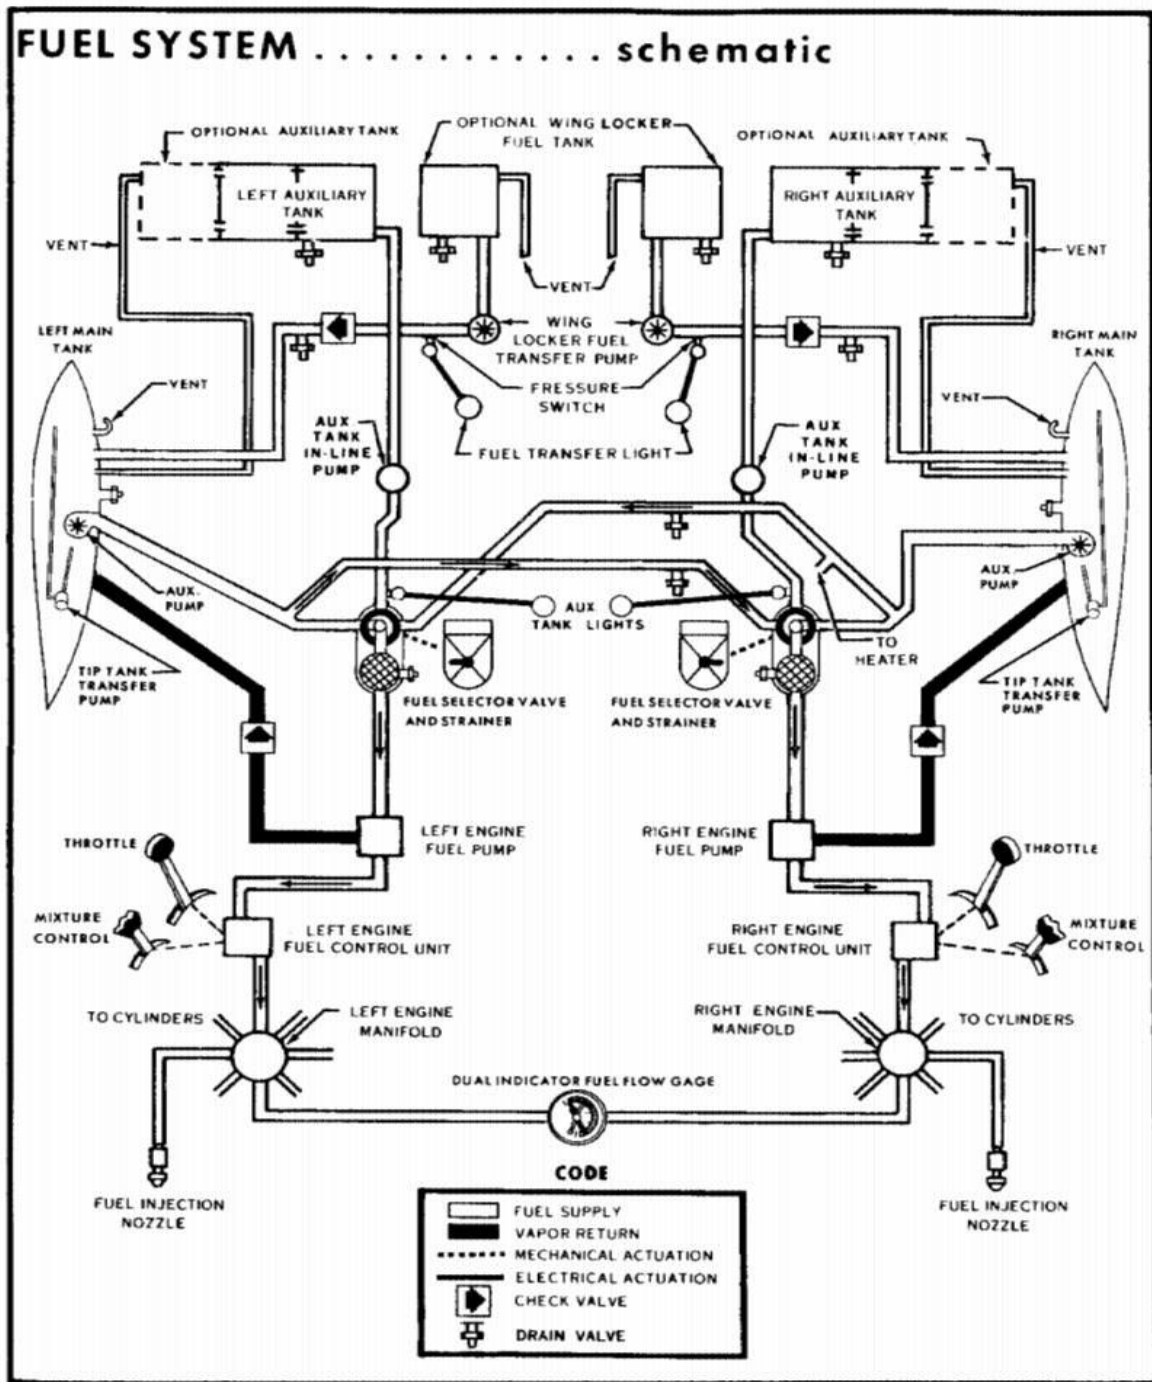 FUEL SYSTEM . . . . . . . . . . . . schematic
OPTIONAL AUXILIARY TANK
OPTIONAL WING LOCKER
FUEL TANK
OPTIONAL AUXILIARY TANK
LEFT AUXILIARY
TANK
RIGHT AUXILIARY
TANK
VENT
VENT
VENT
LEFT MAIN
TANK
WING
LOCKER FUEL
TRANSFER PUMP
RIGHT MAIN
TANK
VENT
PRESSURE
SWITCH
VENT
AUX
TANK
IN-LINE
PUMP
FUEL TRANSFER LIGHT
AUX
TANK
IN-LINE
PUMP
AUX.
PUMP
AUX
TANK LIGHTS
AUX.
PUMP
TO
HEATER
TIP TANK
TRANSFER
PUMP
FUEL SELECTOR VALVE
AND STRAINER
FUEL SELECTOR VALVE
AND STRAINER
TIP TANK
TRANSFER
PUMP
THROTTLE
LEFT ENGINE
FUEL PUMP
RIGHT ENGINE
FUEL PUMP
THROTTLE
MIXTURE
CONTROL
LEFT ENGINE
FUEL CONTROL UNIT
RIGHT ENGINE
FUEL CONTROL UNIT
MIXTURE
CONTROL
TO CYLINDERS
LEFT ENGINE
MANIFOLD
RIGHT ENGINE
MANIFOLD
TO CYLINDERS
DUAL INDICATOR FUEL FLOW GAGE
FUEL INJECTION
NOZZLE
FUEL INJECTION
NOZZLE
CODE
FUEL SUPPLY
VAPOR RETURN
MECHANICAL ACTUATION
ELECTRICAL ACTUATION
CHECK VALVE
DRAIN VALVE